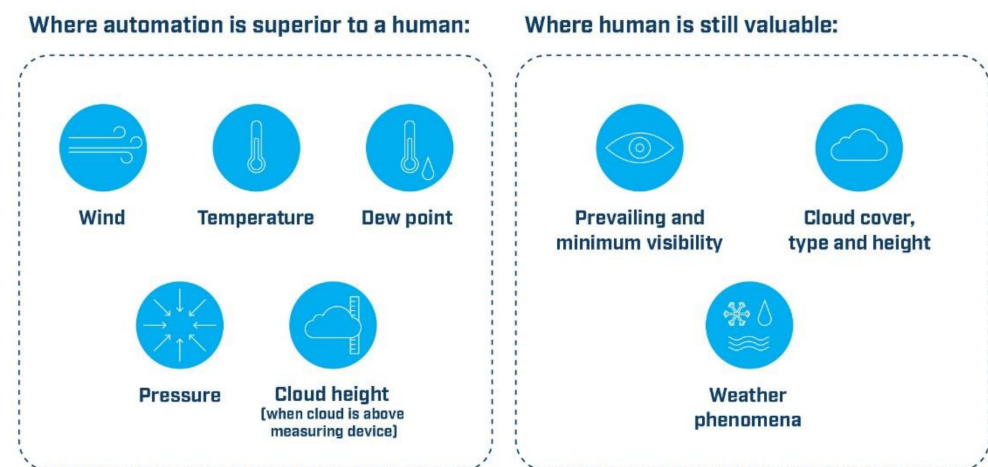 Where automation is superior to a human:
Where human is still valuable:
Wind
Temperature
Dew point
Pressure
Cloud height
(when cloud is above
measuring device)
Prevailing and
minimum visibility
Cloud cover,
type and height
Weather
phenomena